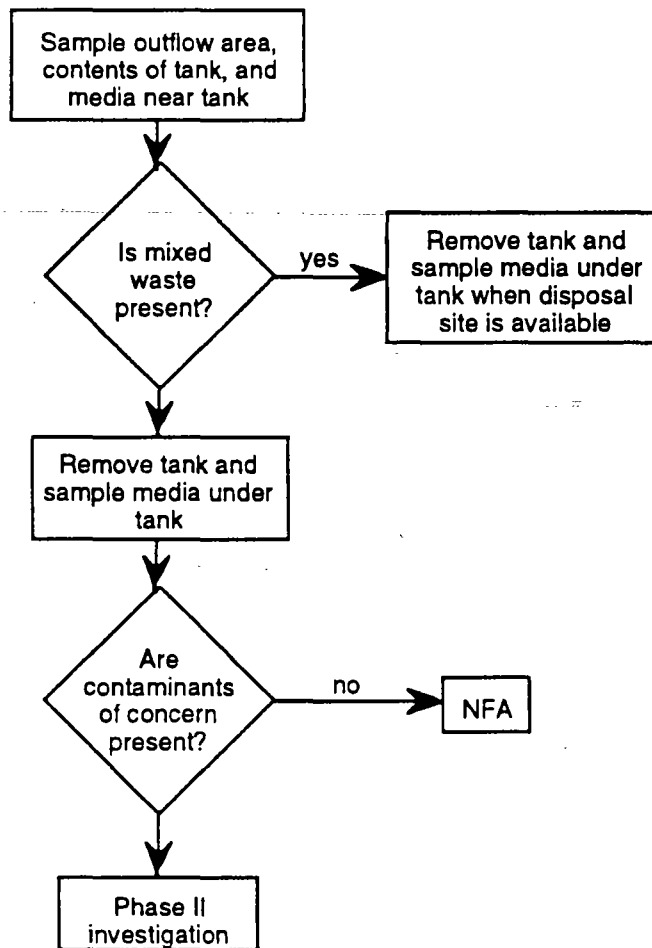 Sample outflow area,
contents of tank, and
media near tank
Is mixed
waste
present?
yes
Remove tank and
sample media under
tank when disposal
site is available
Remove tank and
sample media under
tank
Are
contaminants
of concern
present?
no
NFA
Phase II
investigation